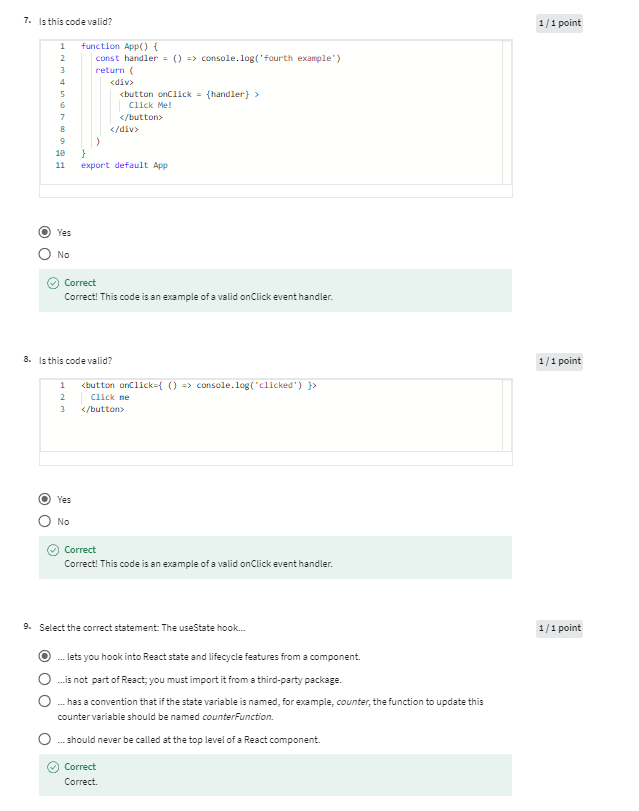 7. Is this code valid?
1 / 1 point
1 function App() {
2 const handler = () => console.log('fourth example')
3 return (
4 <div>
5 <button onClick = {handler} >
6 Click Me!
7 </button>
8 </div>
9 )
10 }
11 export default App
Yes
No
Correct
Correct! This code is an example of a valid onClick event handler.
8. Is this code valid?
1 / 1 point
1 <button onClick={ () => console.log('clicked') }>
2 Click me
3 </button>
Yes
No
Correct
Correct! This code is an example of a valid onClick event handler.
9. Select the correct statement: The useState hook...
1 / 1 point
... lets you hook into React state and lifecycle features from a component.
...is not part of React; you must import it from a third-party package.
... has a convention that if the state variable is named, for example, counter, the function to update this
counter variable should be named counterFunction.
... should never be called at the top level of a React component.
Correct
Correct.